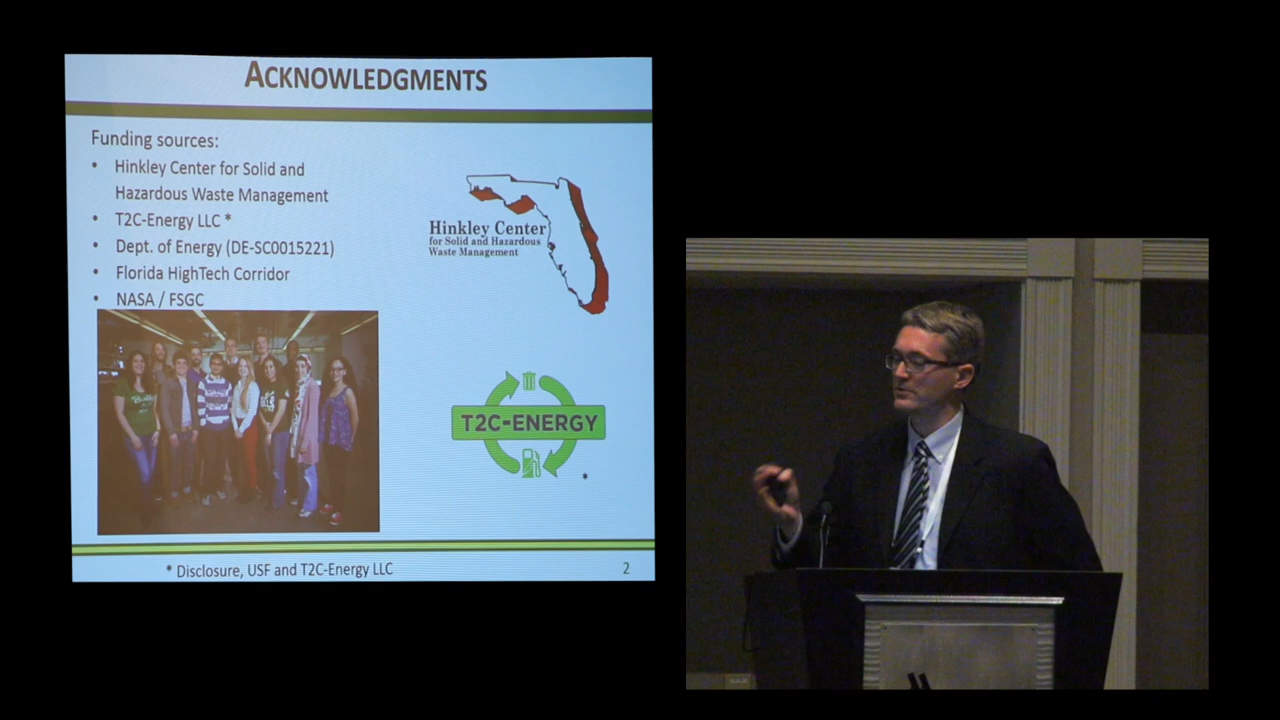 ACKNOWLEDGMENTS
Funding sources:
• Hinkley Center for Solid and
Hazardous Waste Management
• T2C-Energy LLC *
• Dept. of Energy (DE-SC0015221)
• Florida HighTech Corridor
• NASA / FSGC
Hinkley Center
for Solid and Hazardous
Waste Management
T2C-ENERGY
*
* Disclosure, USF and T2C-Energy LLC
2